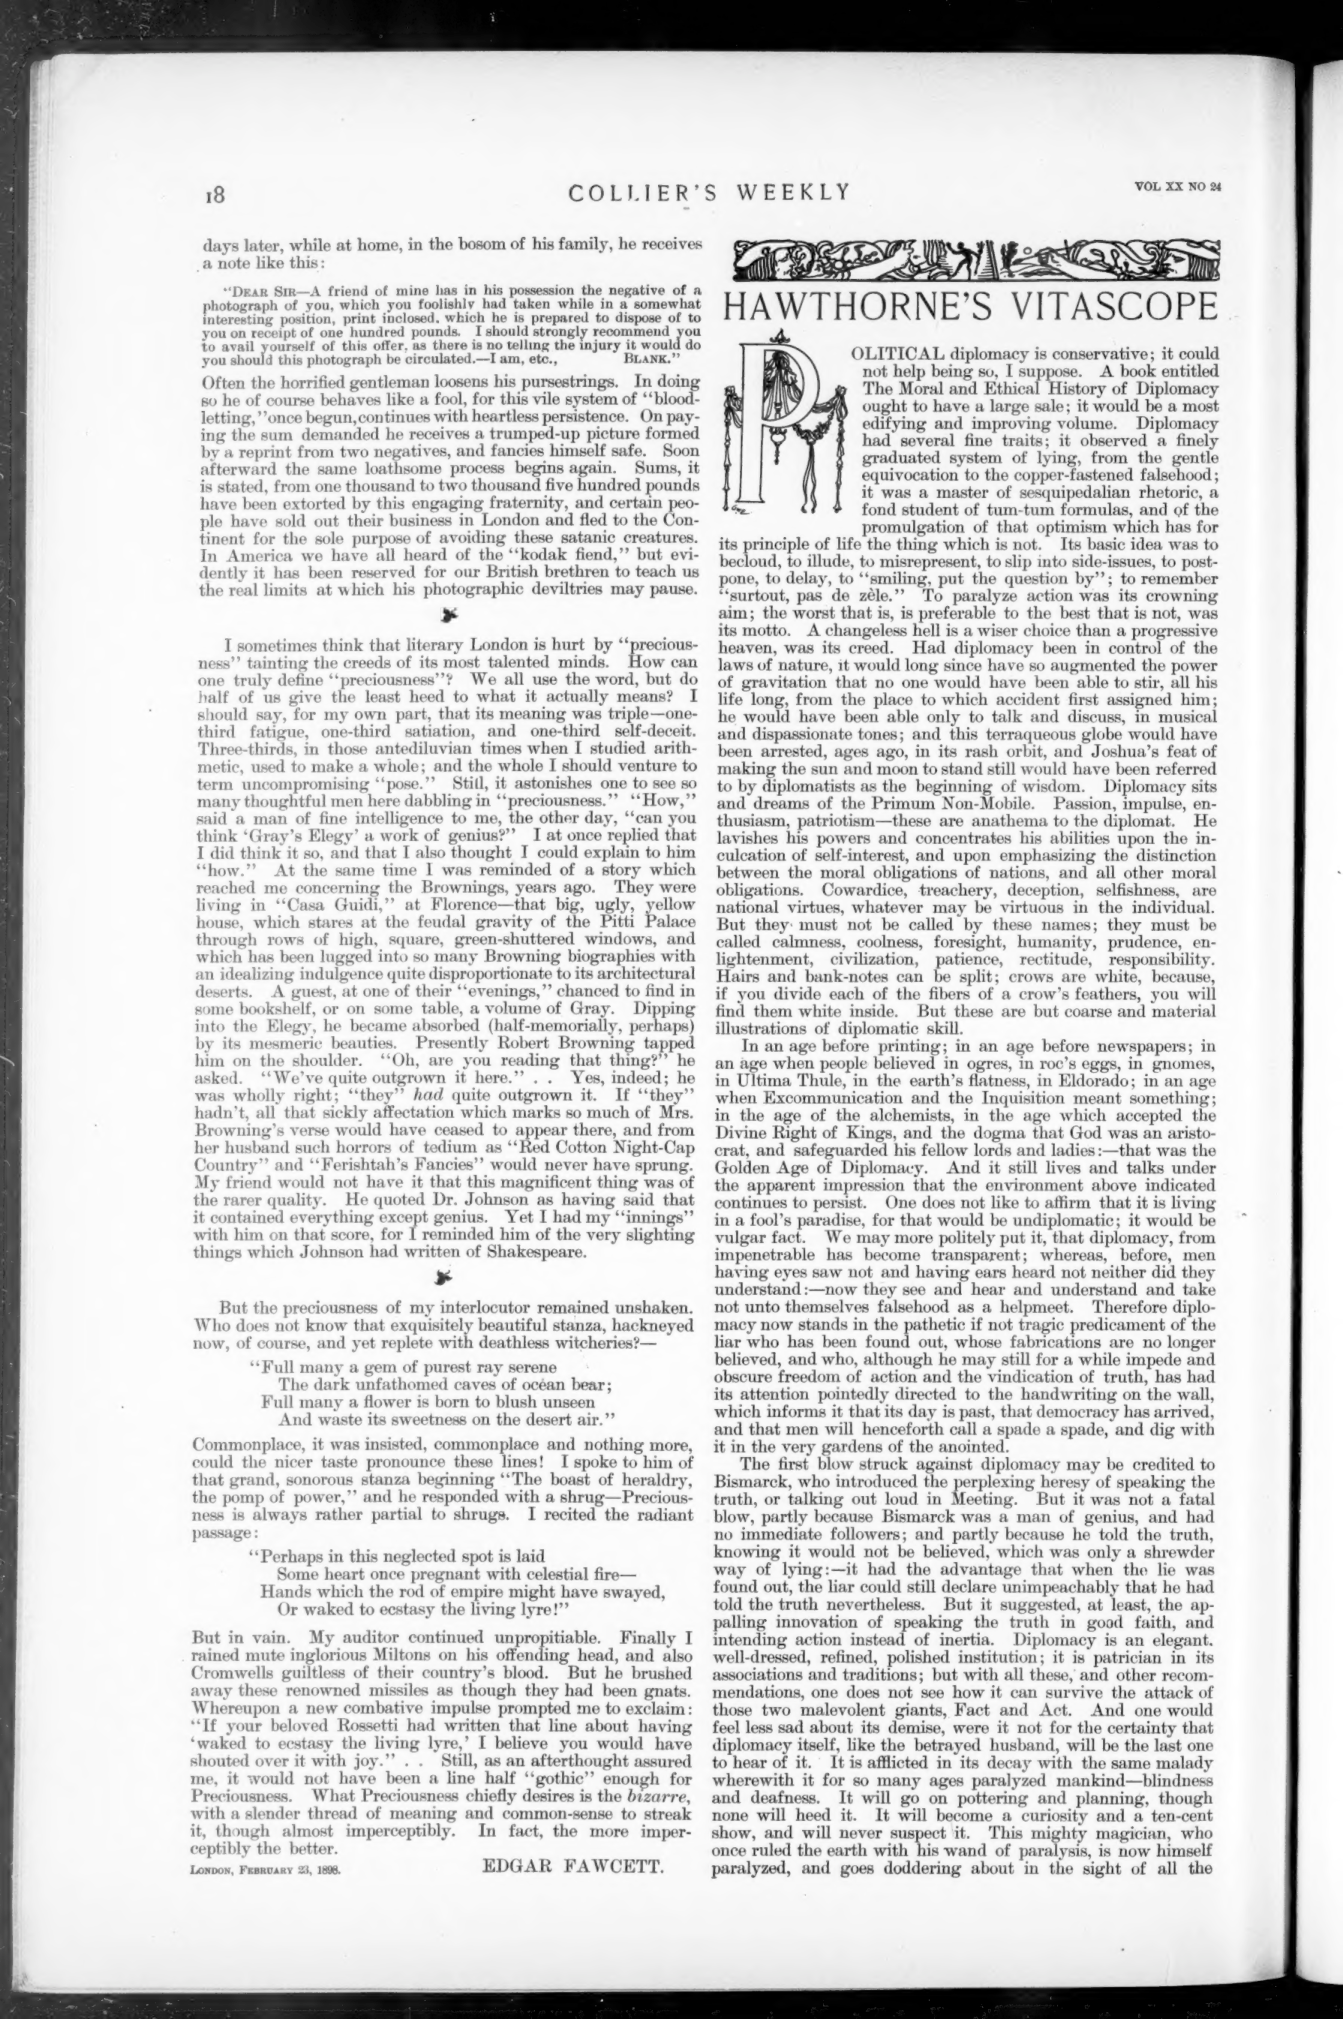 18
COLLIER'S WEEKLY
VOL XX NO 24
days later, while at home, in the bosom of his family, he receives
a note like this:
"DEAR SIR—A friend of mine has in his possession the negative of a
photograph of you, which you foolishly had taken while in a somewhat
interesting position, print inclosed, which he is prepared to dispose of to
you on receipt of one hundred pounds. I should strongly recommend you
to avail yourself of this offer, as there is no telling the injury it would do
you should this photograph be circulated.—I am, etc., BLANK."
Often the horrified gentleman loosens his pursestrings. In doing
so he of course behaves like a fool, for this vile system of "blood-
letting," once begun, continues with heartless persistence. On pay-
ing the sum demanded he receives a trumped-up picture formed
by a reprint from two negatives, and fancies himself safe. Soon
afterward the same loathsome process begins again. Sums, it
is stated, from one thousand to two thousand five hundred pounds
have been extorted by this engaging fraternity, and certain peo-
ple have sold out their business in London and fled to the Con-
tinent for the sole purpose of avoiding these satanic creatures.
In America we have all heard of the "kodak fiend," but evi-
dently it has been reserved for our British brethren to teach us
the real limits at which his photographic deviltries may pause.
I sometimes think that literary London is hurt by "precious-
ness" tainting the creeds of its most talented minds. How can
one truly define "preciousness"? We all use the word, but do
half of us give the least heed to what it actually means? I
should say, for my own part, that its meaning was triple—one-
third fatigue, one-third satiation, and one-third self-deceit.
Three-thirds, in those antediluvian times when I studied arith-
metic, used to make a whole; and the whole I should venture to
term uncompromising "pose." Still, it astonishes one to see so
many thoughtful men here dabbling in "preciousness." "How,"
said a man of fine intelligence to me, the other day, "can you
think 'Gray's Elegy' a work of genius?" I at once replied that
I did think it so, and that I also thought I could explain to him
"how." At the same time I was reminded of a story which
reached me concerning the Brownings, years ago. They were
living in "Casa Guidi," at Florence—that big, ugly, yellow
house, which stares at the feudal gravity of the Pitti Palace
through rows of high, square, green-shuttered windows, and
which has been lugged into so many Browning biographies with
an idealizing indulgence quite disproportionate to its architectural
deserts. A guest, at one of their "evenings," chanced to find in
some bookshelf, or on some table, a volume of Gray. Dipping
into the Elegy, he became absorbed (half-memorially, perhaps)
by its mesmeric beauties. Presently Robert Browning tapped
him on the shoulder. "Oh, are you reading that thing?" he
asked. "We've quite outgrown it here." . . Yes, indeed; he
was wholly right; "they" had quite outgrown it. If "they"
hadn't, all that sickly affectation which marks so much of Mrs.
Browning's verse would have ceased to appear there, and from
her husband such horrors of tedium as "Red Cotton Night-Cap
Country" and "Ferishtah's Fancies" would never have sprung.
My friend would not have it that this magnificent thing was of
the rarer quality. He quoted Dr. Johnson as having said that
it contained everything except genius. Yet I had my "innings"
with him on that score, for I reminded him of the very slighting
things which Johnson had written of Shakespeare.
But the preciousness of my interlocutor remained unshaken.
Who does not know that exquisitely beautiful stanza, hackneyed
now, of course, and yet replete with deathless witcheries?—
"Full many a gem of purest ray serene
The dark unfathomed caves of ocean bear;
Full many a flower is born to blush unseen
And waste its sweetness on the desert air."
Commonplace, it was insisted, commonplace and nothing more,
could the nicer taste pronounce these lines! I spoke to him of
that grand, sonorous stanza beginning "The boast of heraldry,
the pomp of power," and he responded with a shrug—Precious-
ness is always rather partial to shrugs. I recited the radiant
passage:
"Perhaps in this neglected spot is laid
Some heart once pregnant with celestial fire—
Hands which the rod of empire might have swayed,
Or waked to ecstasy the living lyre!"
But in vain. My auditor continued unpropitiable. Finally I
rained mute inglorious Miltons on his offending head, and also
Cromwells guiltless of their country's blood. But he brushed
away these renowned missiles as though they had been gnats.
Whereupon a new combative impulse prompted me to exclaim:
"If your beloved Rossetti had written that line about having
'waked to ecstasy the living lyre,' I believe you would have
shouted over it with joy." . . Still, as an afterthought assured
me, it would not have been a line half "gothic" enough for
Preciousness. What Preciousness chiefly desires is the bizarre,
with a slender thread of meaning and common-sense to streak
it, though almost imperceptibly. In fact, the more imper-
ceptibly the better.
LONDON, FEBRUARY 23, 1898. EDGAR FAWCETT.
HAWTHORNE'S VITASCOPE
POLITICAL diplomacy is conservative; it could
not help being so, I suppose. A book entitled
The Moral and Ethical History of Diplomacy
ought to have a large sale; it would be a most
edifying and improving volume. Diplomacy
had several fine traits; it observed a finely
graduated system of lying, from the gentle
equivocation to the copper-fastened falsehood;
it was a master of sesquipedalian rhetoric, a
fond student of tum-tum formulas, and of the
promulgation of that optimism which has for
its principle of life the thing which is not. Its basic idea was to
becloud, to illude, to misrepresent, to slip into side-issues, to post-
pone, to delay, to "smiling, put the question by"; to remember
"surtout, pas de zèle." To paralyze action was its crowning
aim; the worst that is, is preferable to the best that is not, was
its motto. A changeless hell is a wiser choice than a progressive
heaven, was its creed. Had diplomacy been in control of the
laws of nature, it would long since have so augmented the power
of gravitation that no one would have been able to stir, all his
life long, from the place to which accident first assigned him;
he would have been able only to talk and discuss, in musical
and dispassionate tones; and this terraqueous globe would have
been arrested, ages ago, in its rash orbit, and Joshua's feat of
making the sun and moon to stand still would have been referred
to by diplomatists as the beginning of wisdom. Diplomacy sits
and dreams of the Primum Non-Mobile. Passion, impulse, en-
thusiasm, patriotism—these are anathema to the diplomat. He
lavishes his powers and concentrates his abilities upon the in-
culcation of self-interest, and upon emphasizing the distinction
between the moral obligations of nations, and all other moral
obligations. Cowardice, treachery, deception, selfishness, are
national virtues, whatever may be virtuous in the individual.
But they must not be called by these names; they must be
called calmness, coolness, foresight, humanity, prudence, en-
lightenment, civilization, patience, rectitude, responsibility.
Hairs and bank-notes can be split; crows are white, because,
if you divide each of the fibers of a crow's feathers, you will
find them white inside. But these are but coarse and material
illustrations of diplomatic skill.
In an age before printing; in an age before newspapers; in
an age when people believed in ogres, in roc's eggs, in gnomes,
in Ultima Thule, in the earth's flatness, in Eldorado; in an age
when Excommunication and the Inquisition meant something;
in the age of the alchemists, in the age which accepted the
Divine Right of Kings, and the dogma that God was an aristo-
crat, and safeguarded his fellow lords and ladies:—that was the
Golden Age of Diplomacy. And it still lives and talks under
the apparent impression that the environment above indicated
continues to persist. One does not like to affirm that it is living
in a fool's paradise, for that would be undiplomatic; it would be
vulgar fact. We may more politely put it, that diplomacy, from
impenetrable has become transparent; whereas, before, men
having eyes saw not and having ears heard not neither did they
understand:—now they see and hear and understand and take
not unto themselves falsehood as a helpmeet. Therefore diplo-
macy now stands in the pathetic if not tragic predicament of the
liar who has been found out, whose fabrications are no longer
believed, and who, although he may still for a while impede and
obscure freedom of action and the vindication of truth, has had
its attention pointedly directed to the handwriting on the wall,
which informs it that its day is past, that democracy has arrived,
and that men will henceforth call a spade a spade, and dig with
it in the very gardens of the anointed.
The first blow struck against diplomacy may be credited to
Bismarck, who introduced the perplexing heresy of speaking the
truth, or talking out loud in Meeting. But it was not a fatal
blow, partly because Bismarck was a man of genius, and had
no immediate followers; and partly because he told the truth,
knowing it would not be believed, which was only a shrewder
way of lying:—it had the advantage that when the lie was
found out, the liar could still declare unimpeachably that he had
told the truth nevertheless. But it suggested, at least, the ap-
palling innovation of speaking the truth in good faith, and
intending action instead of inertia. Diplomacy is an elegant.
well-dressed, refined, polished institution; it is patrician in its
associations and traditions; but with all these, and other recom-
mendations, one does not see how it can survive the attack of
those two malevolent giants, Fact and Act. And one would
feel less sad about its demise, were it not for the certainty that
diplomacy itself, like the betrayed husband, will be the last one
to hear of it. It is afflicted in its decay with the same malady
wherewith it for so many ages paralyzed mankind—blindness
and deafness. It will go on pottering and planning, though
none will heed it. It will become a curiosity and a ten-cent
show, and will never suspect it. This mighty magician, who
once ruled the earth with his wand of paralysis, is now himself
paralyzed, and goes doddering about in the sight of all the